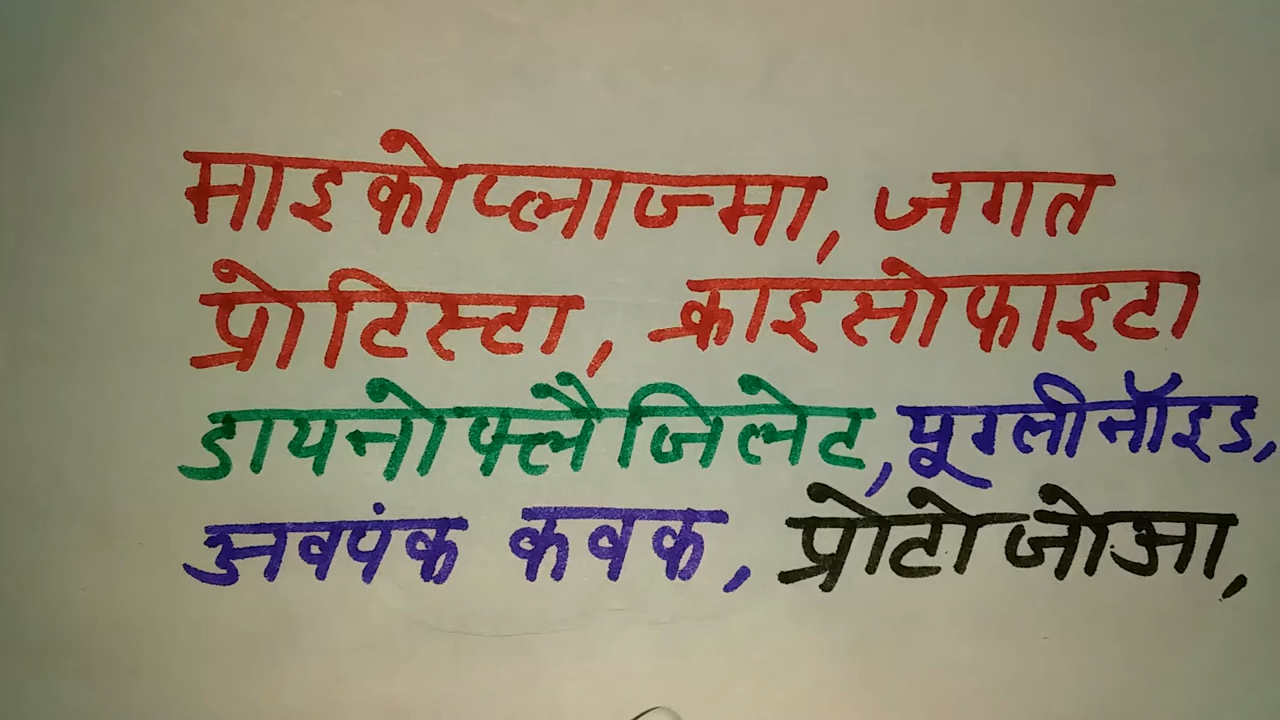 माइकोप्लाज्मा, जगत
प्रोटिस्टा, क्राइसोफाइटा
डायनोफ्लैजिलेट, यूग्लीनॉइड,
अवपंक कवक, प्रोटोजोआ,